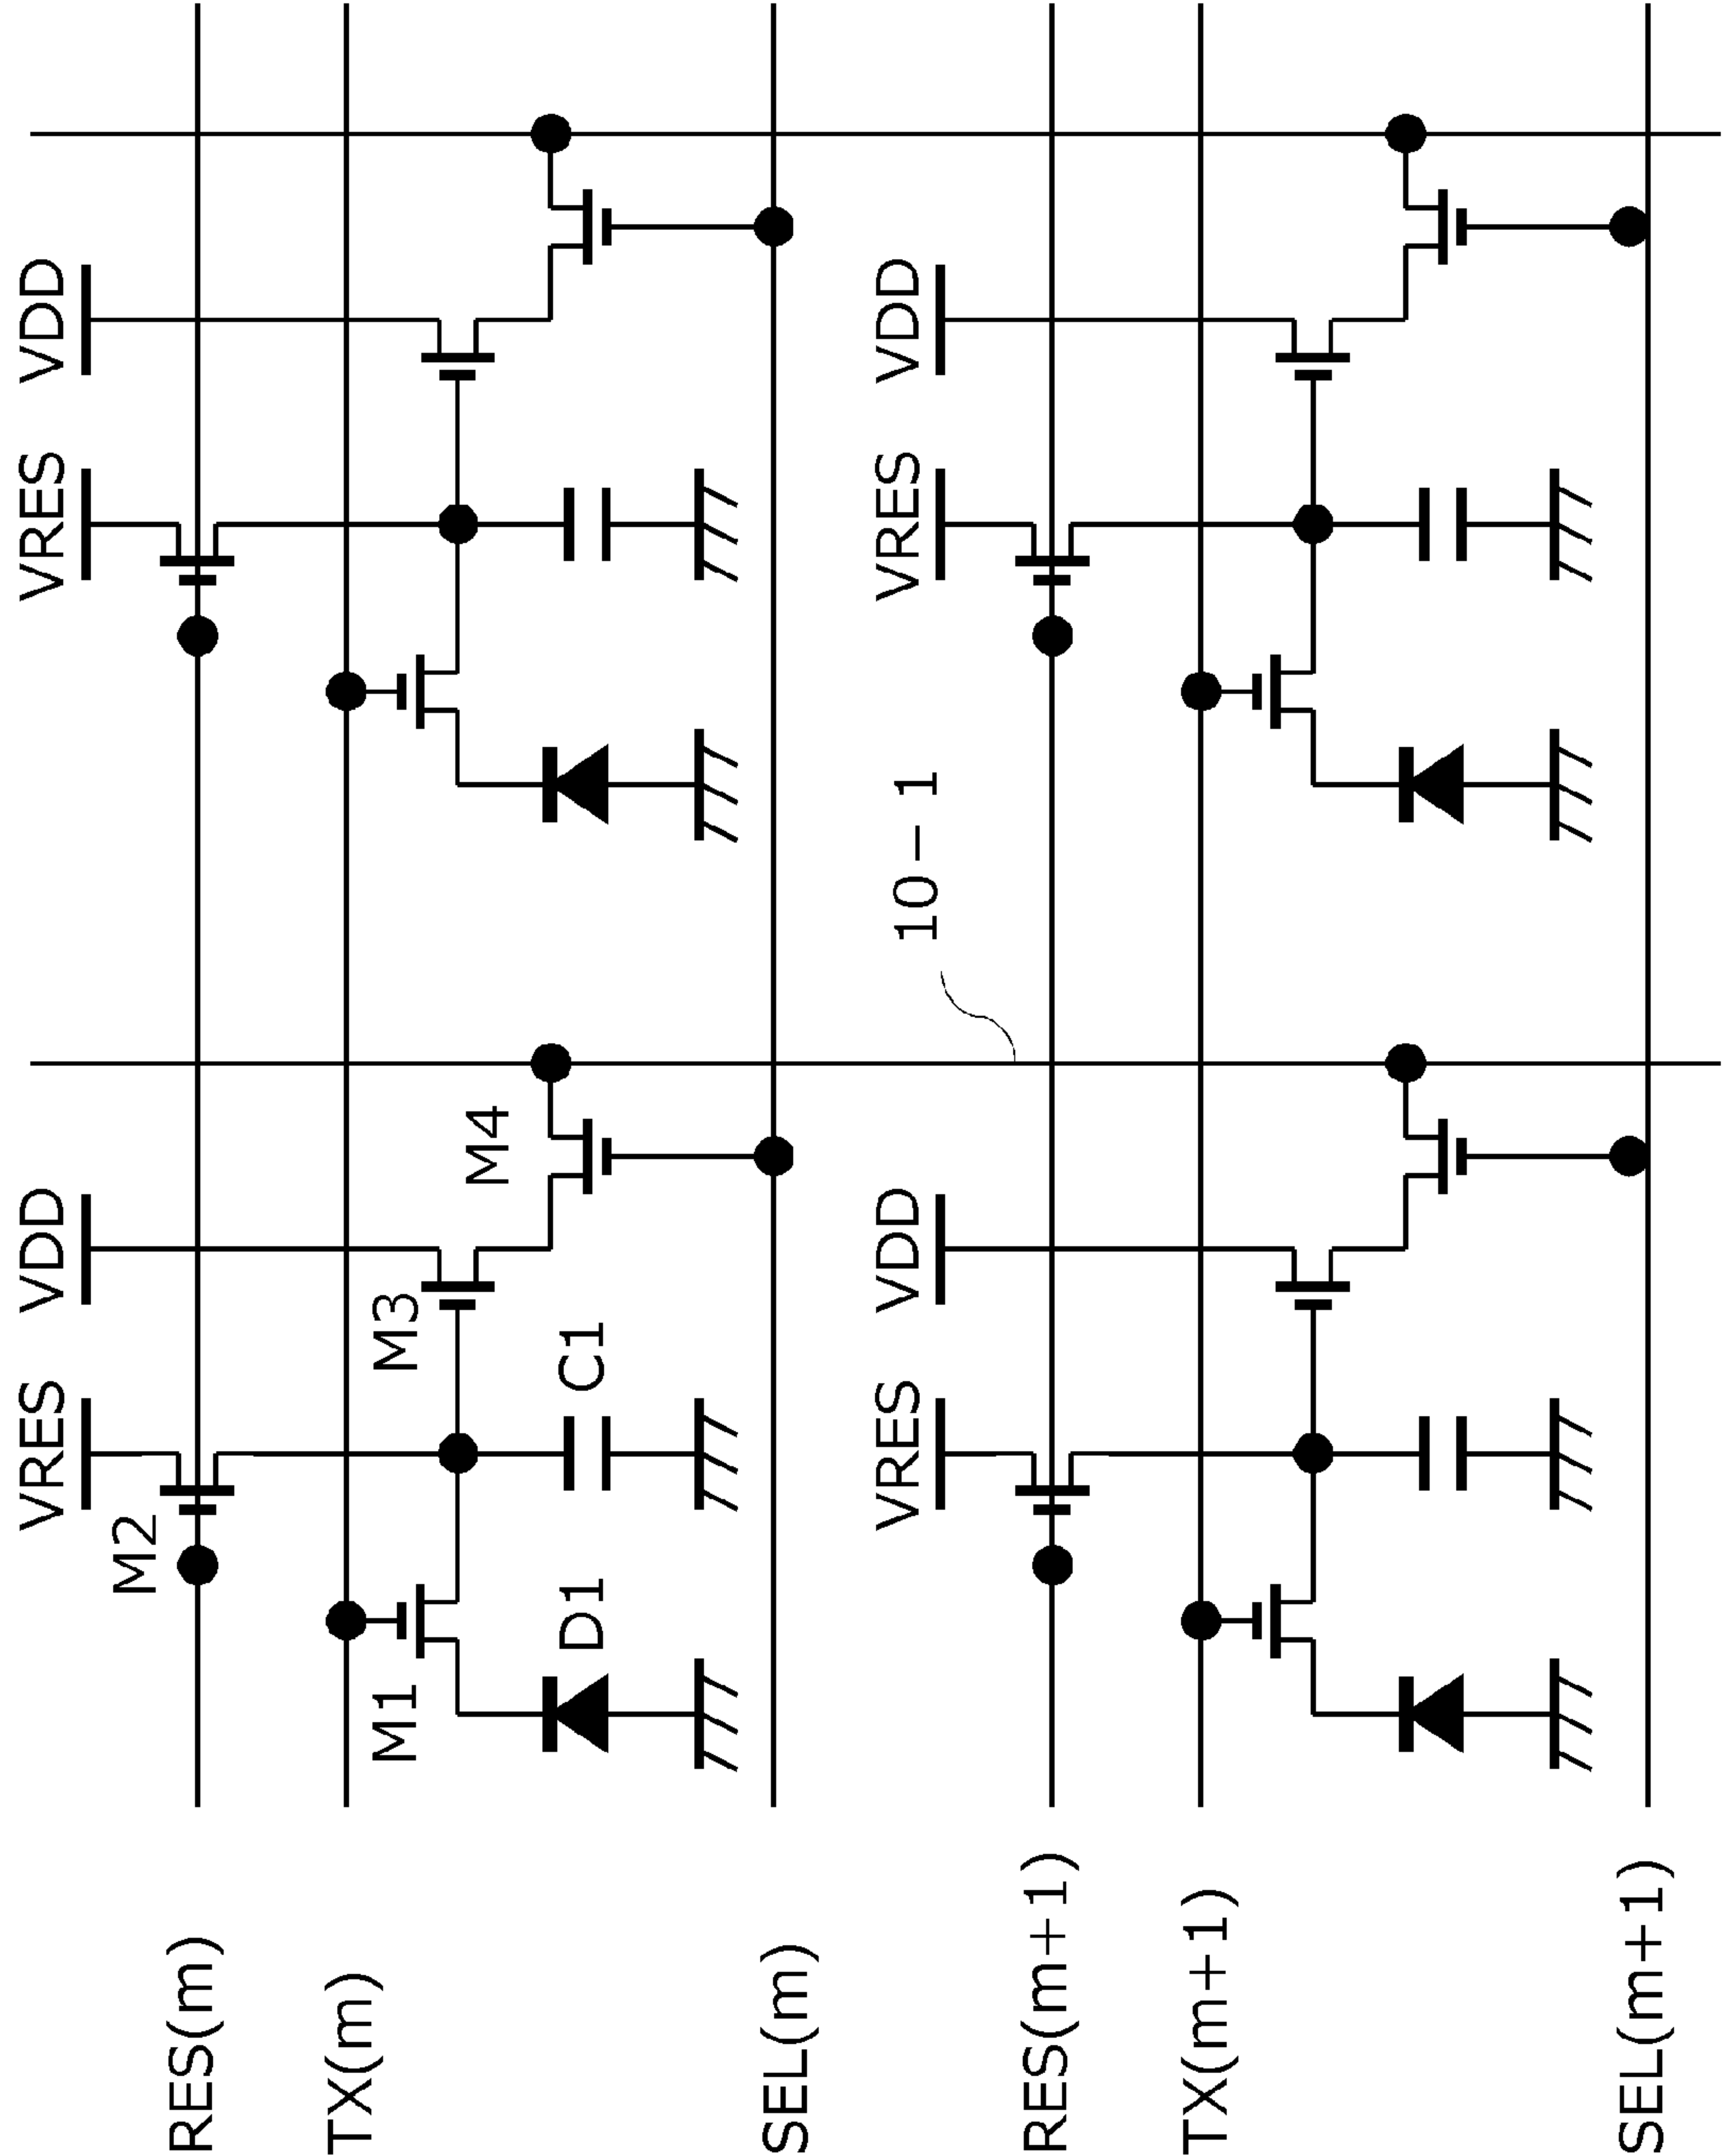 VRES VDD VRES VDD
M2
RES(m)
M3
TX(m)
M1 M4
D1 C1
SEL(m)
VRES VDD 10-1 VRES VDD
RES(m+1)
TX(m+1)
SEL(m+1)